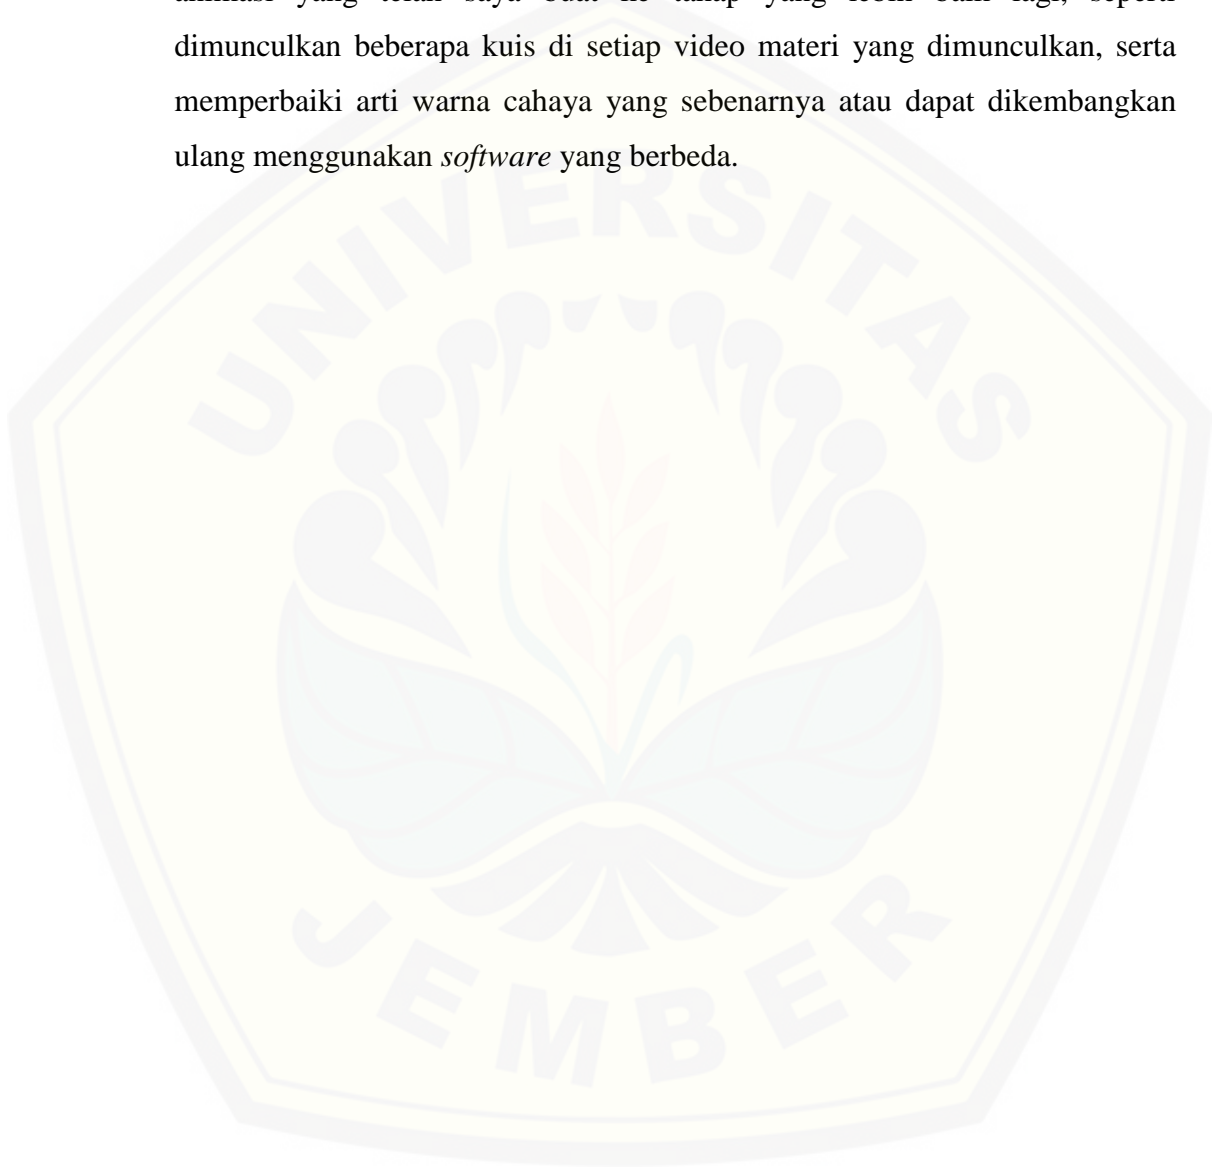 dimunculkan beberapa kuis di setiap video materi yang dimunculkan, serta
memperbaiki arti warna cahaya yang sebenarnya atau dapat dikembangkan
ulang menggunakan software yang berbeda.
UNIVERSITAS
JEMBER